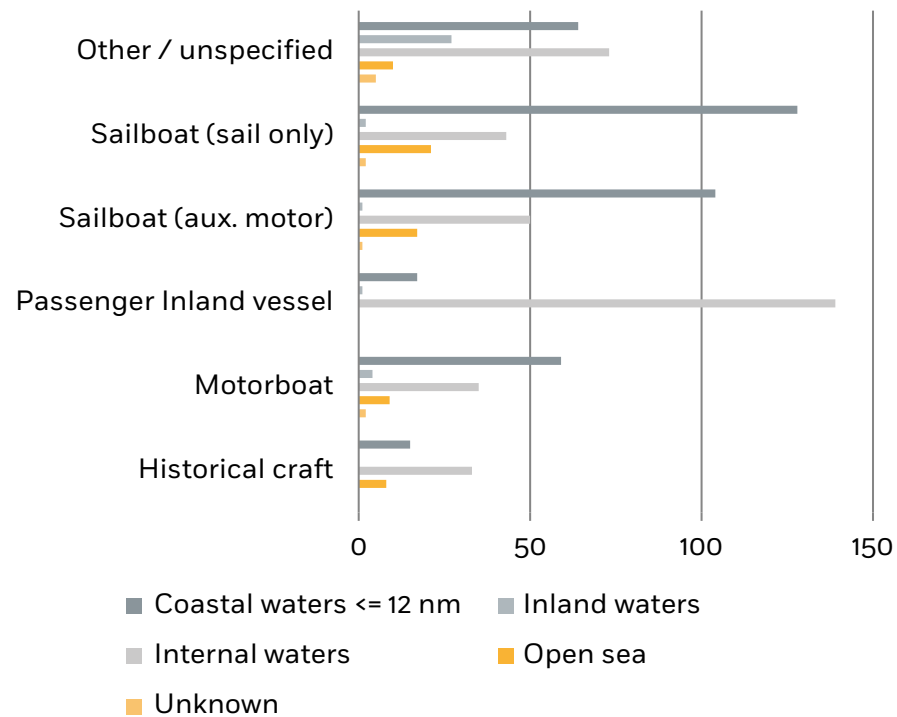 Other / unspecified
Sailboat (sail only)
Sailboat (aux. motor)
Passenger Inland vessel
Motorboat
Historical craft
0 50 100 150
Coastal waters <= 12 nm Inland waters
Internal waters Open sea
Unknown